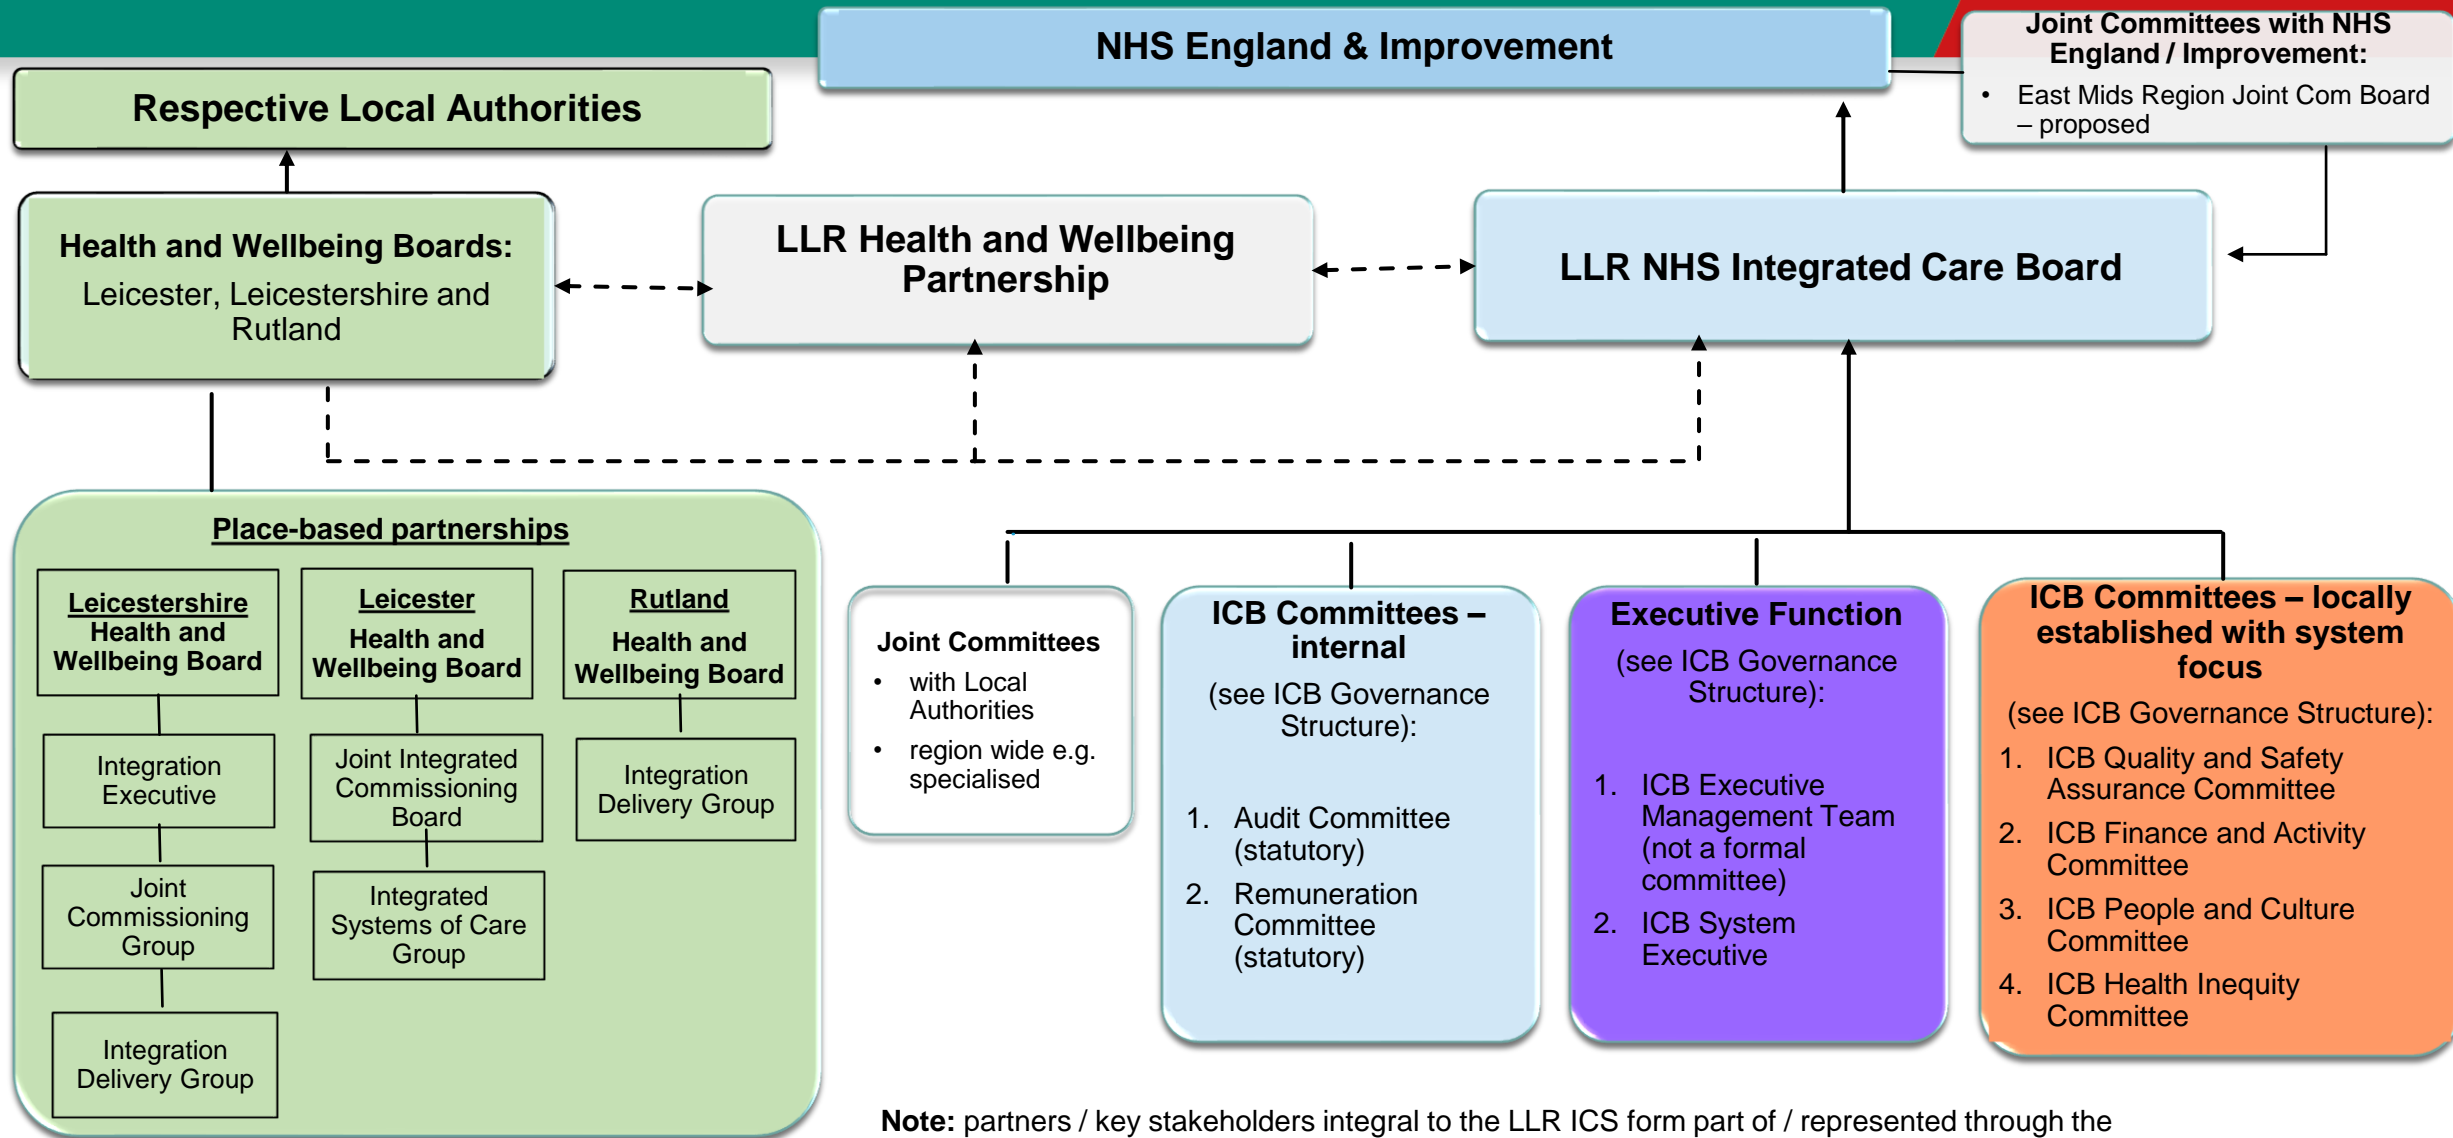 NHS England & Improvement
Joint Committees with NHS
England / Improvement:
• East Mids Region Joint Com Board
– proposed
Respective Local Authorities
Health and Wellbeing Boards:
Leicester, Leicestershire and
Rutland
LLR Health and Wellbeing
Partnership
LLR NHS Integrated Care Board
Place-based partnerships
Leicestershire
Health and
Wellbeing Board
Integration
Executive
Joint
Commissioning
Group
Integration
Delivery Group
Leicester
Health and
Wellbeing Board
Joint Integrated
Commissioning
Board
Integrated
Systems of Care
Group
Rutland
Health and
Wellbeing Board
Integration
Delivery Group
Joint Committees
• with Local
Authorities
• region wide e.g.
specialised
ICB Committees –
internal
(see ICB Governance
Structure):
1. Audit Committee
(statutory)
2. Remuneration
Committee
(statutory)
Executive Function
(see ICB Governance
Structure):
1. ICB Executive
Management Team
(not a formal
committee)
2. ICB System
Executive
ICB Committees – locally
established with system
focus
(see ICB Governance Structure):
1. ICB Quality and Safety
Assurance Committee
2. ICB Finance and Activity
Committee
3. ICB People and Culture
Committee
4. ICB Health Inequity
Committee
Note: partners / key stakeholders integral to the LLR ICS form part of / represented through the